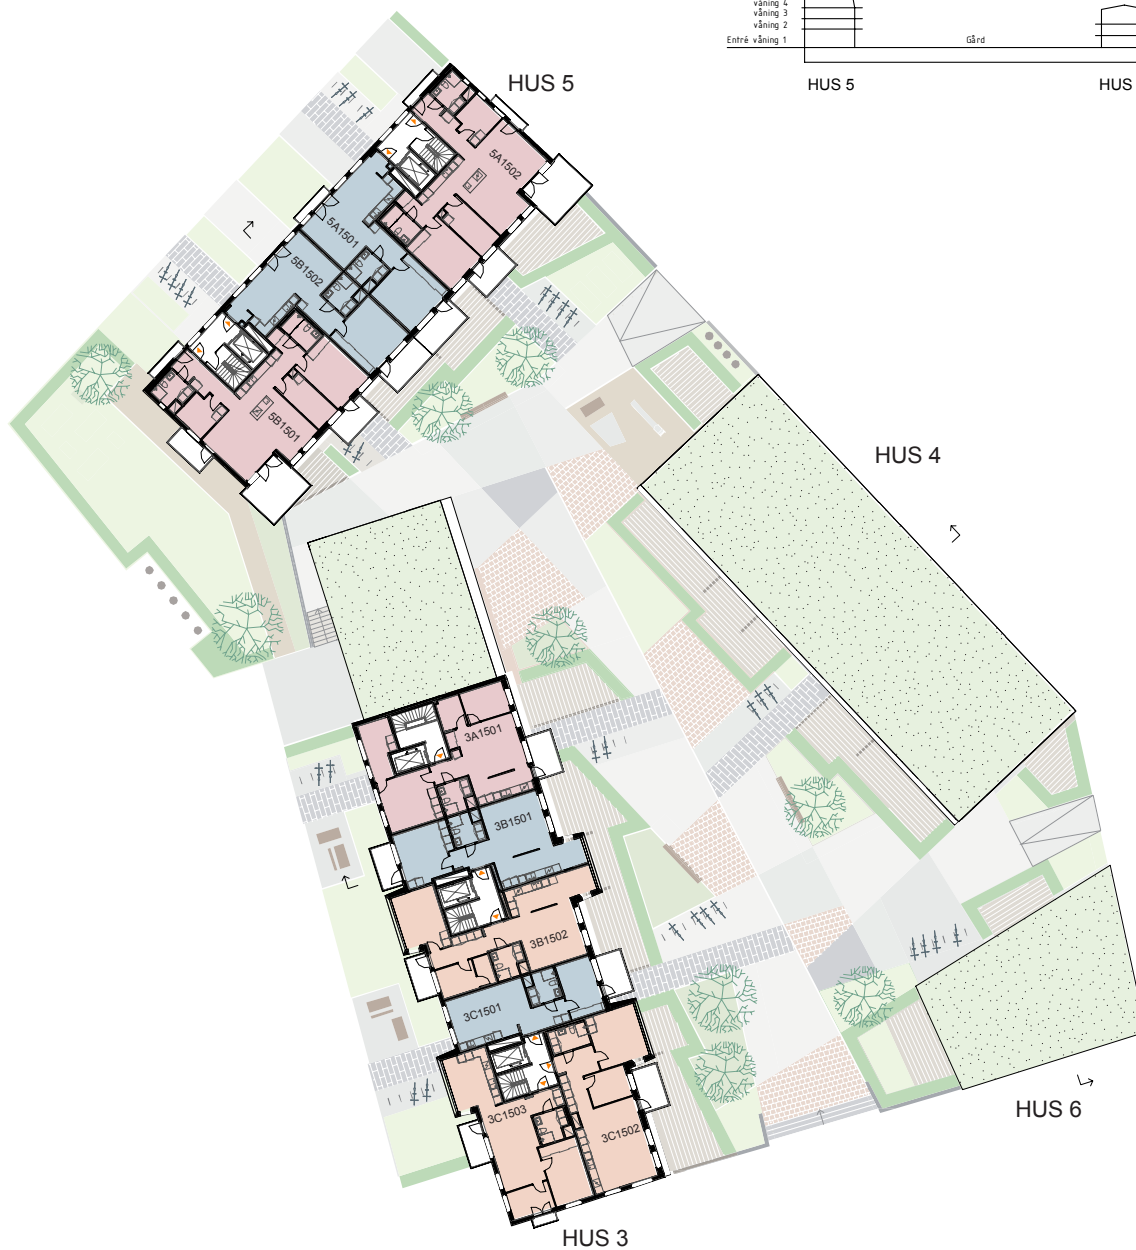 våning 4
våning 3
våning 2
Entré våning 1
Gård
HUS 5
HUS
HUS 5
5A1502
5A1501
5B1502
5B1501
HUS 4
3A1501
3B1501
3B1502
3C1501
3C1503
3C1502
HUS 6
HUS 3